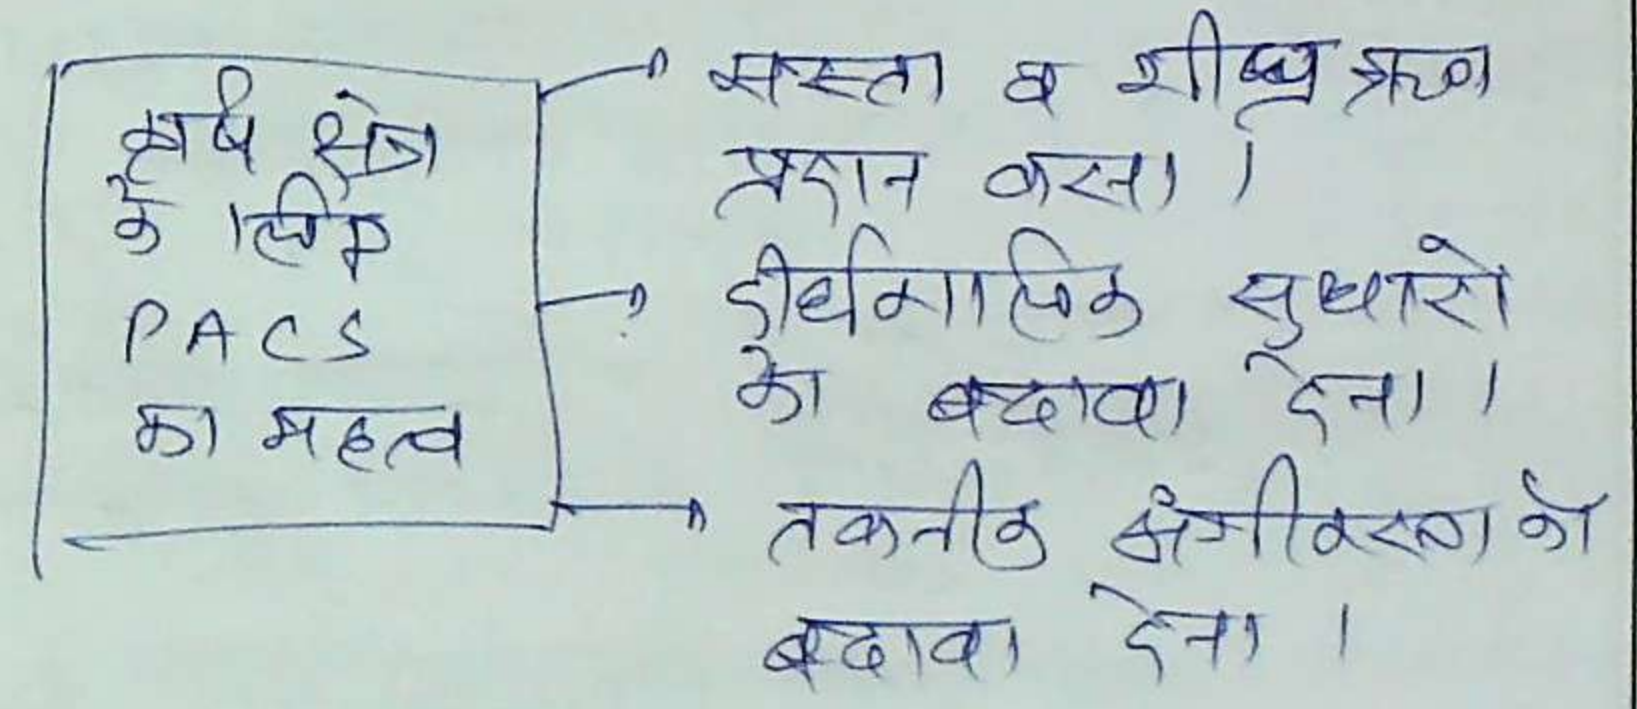 कृषि क्षेत्र
के लिए
PACS
का महत्व
सस्ता व शीघ्र ऋण
प्रदान करना।
दीर्घकालिक सुधारो
को बढावा देना।
तकनीक अंगीकरण को
बढावा देना।